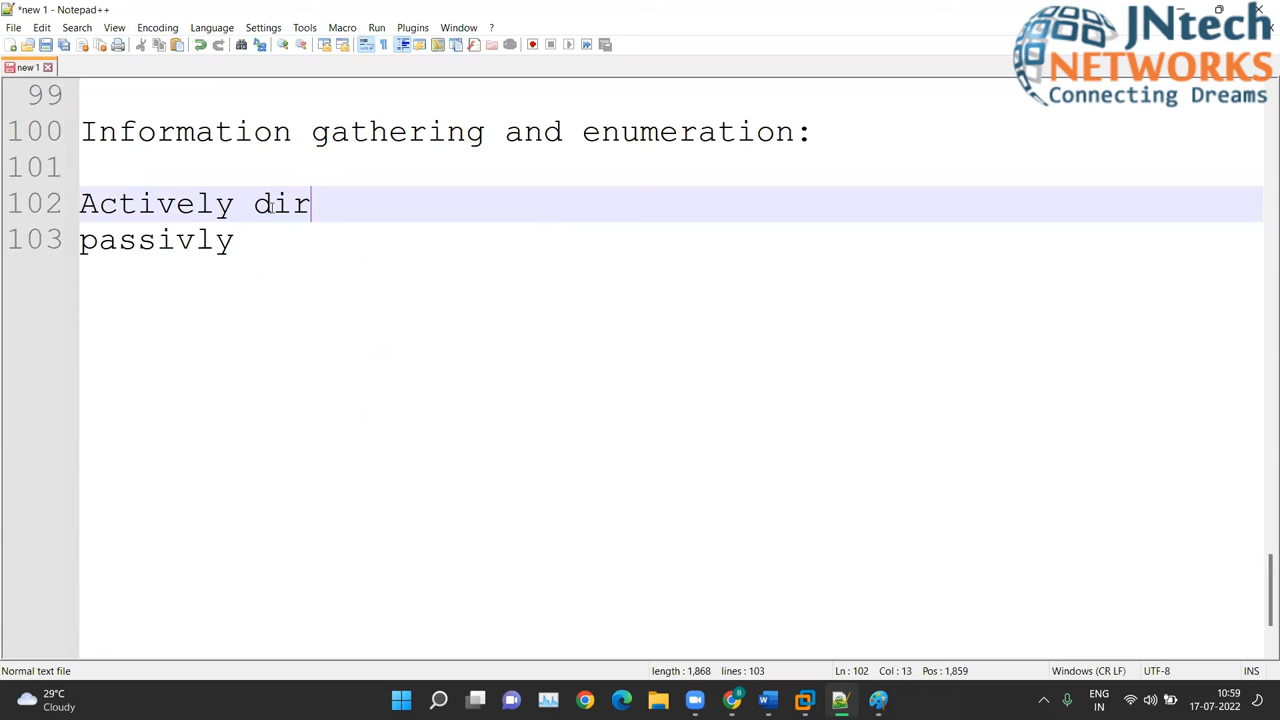 *new 1 - Notepad++
File Edit Search View Encoding Language Settings Tools Macro Run Plugins Window ?
new 1
JNtech
NETWORKS
Connecting Dreams
99
100 Information gathering and enumeration:
101
102 Actively dir
103 passivly
Normal text file length : 1,868 lines : 103 Ln : 102 Col : 13 Pos : 1,859 Windows (CR LF) UTF-8 INS
29°C
Cloudy
ENG
IN
10:59
17-07-2022